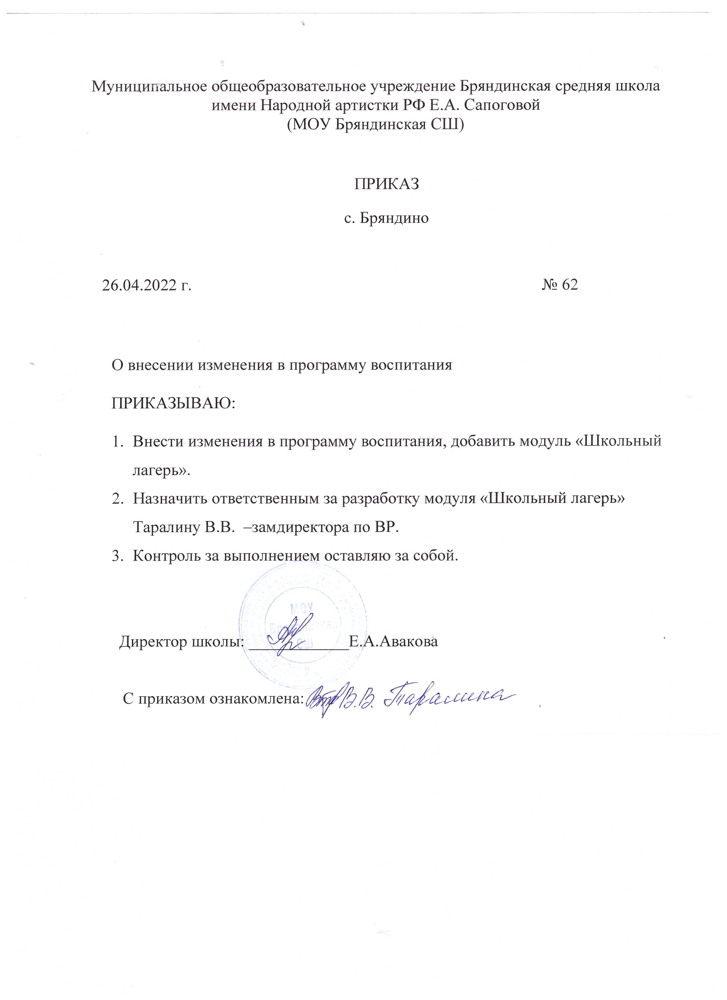 Муниципальное общеобразовательное учреждение Бряндинская средняя школа
имени Народной артистки РФ Е.А. Сапоговой
(МОУ Бряндинская СШ)
ПРИКАЗ
с. Бряндино
26.04.2022 г. № 62
О внесении изменения в программу воспитания
ПРИКАЗЫВАЮ:
1. Внести изменения в программу воспитания, добавить модуль «Школьный
лагерь».
2. Назначить ответственным за разработку модуля «Школьный лагерь»
Таралину В.В. –замдиректора по ВР.
3. Контроль за выполнением оставляю за собой.
МОУ
Бряндинская
СШ
Директор школы: ____________Е.А.Авакова
С приказом ознакомлена: В.В. Таралина